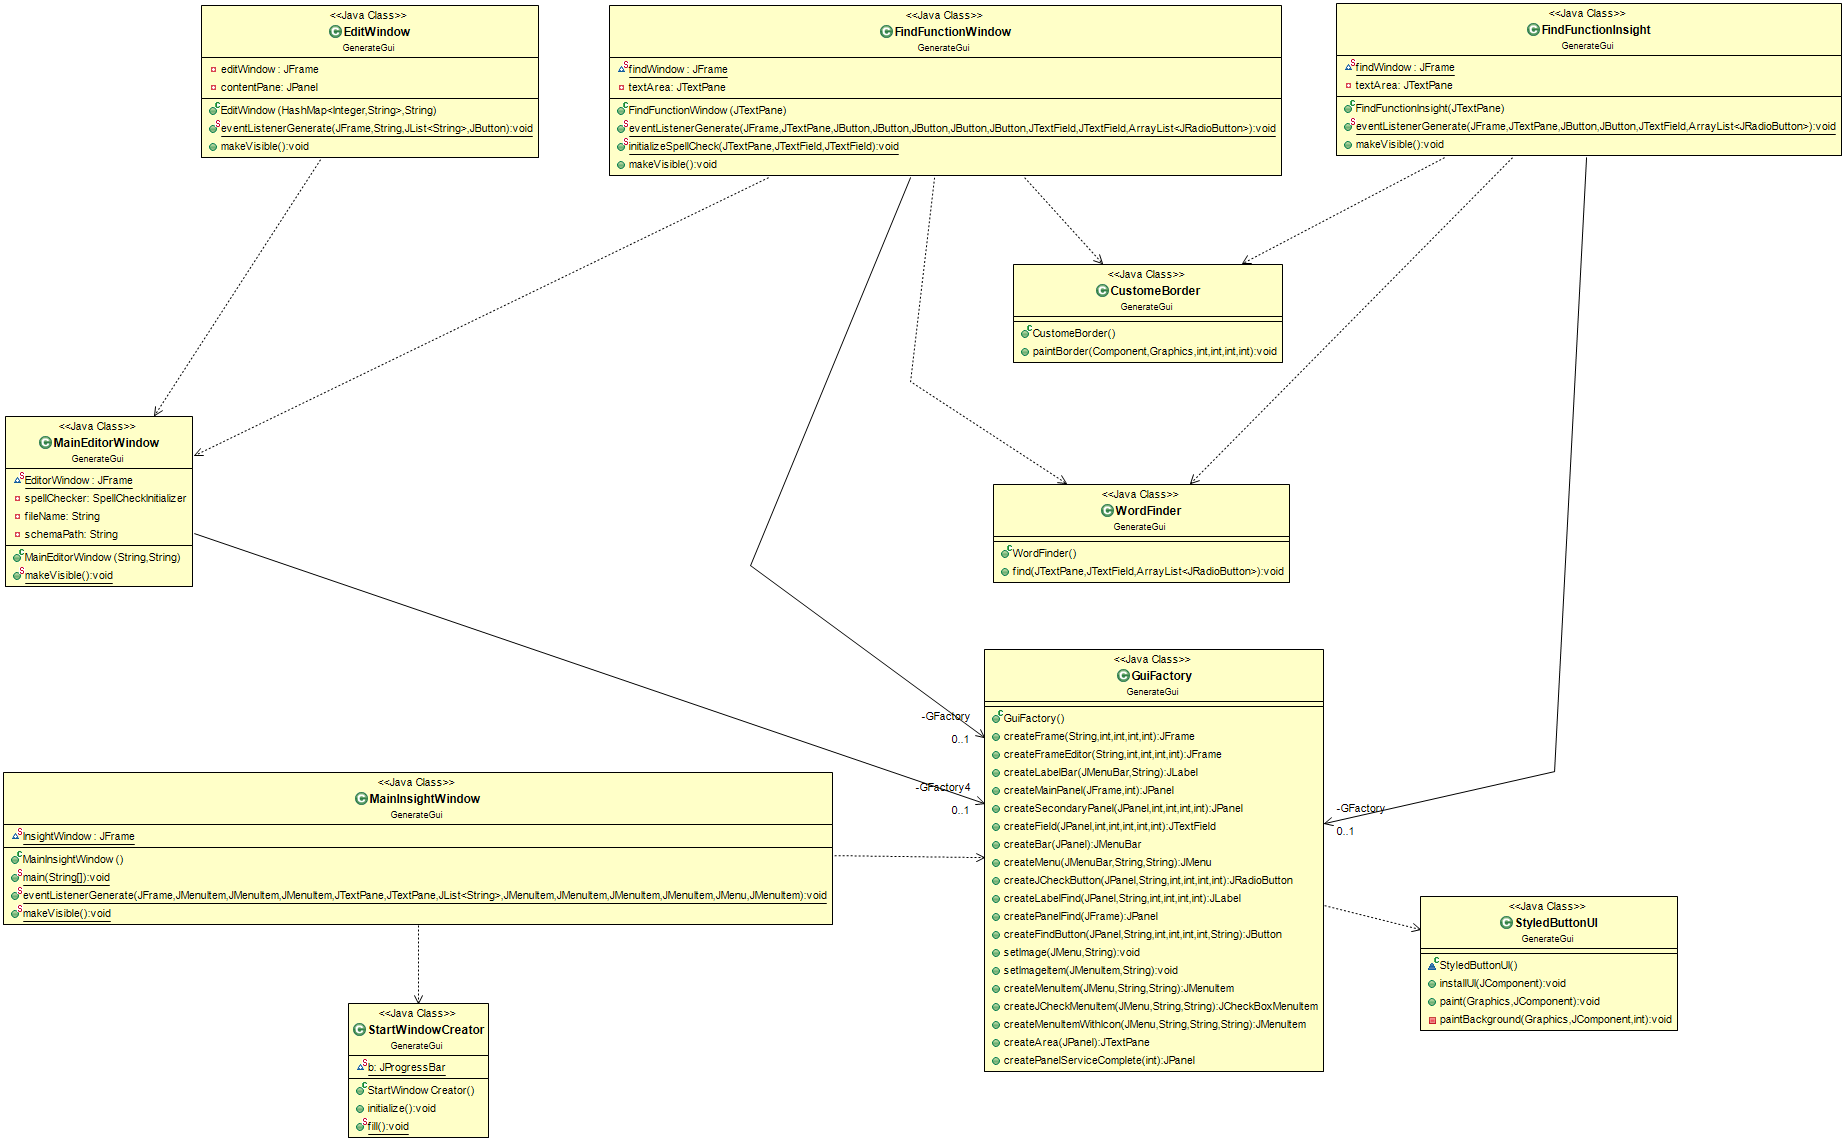 <<Java Class>>
EditWindow
GenerateGui
editWindow : JFrame
contentPane: JPanel
EditWindow (HashMap<Integer,String>,String)
eventListenerGenerate(JFrame,String,JList<String>,JButton):void
makeVisible():void
<<Java Class>>
FindFunctionWindow
GenerateGui
findWindow : JFrame
textArea: JTextPane
FindFunctionWindow (JTextPane)
eventListenerGenerate(JFrame,JTextPane,JButton,JButton,JButton,JButton,JButton,JTextField,JTextField,ArrayList<JRadioButton>):void
initializeSpellCheck(JTextPane,JTextField,JTextField):void
makeVisible():void
<<Java Class>>
FindFunctionInsight
GenerateGui
findWindow : JFrame
textArea: JTextPane
FindFunctionInsight(JTextPane)
eventListenerGenerate(JFrame,JTextPane,JButton,JButton,JTextField,ArrayList<JRadioButton>):void
makeVisible():void
<<Java Class>>
CustomeBorder
GenerateGui
CustomeBorder()
paintBorder(Component,Graphics,int,int,int,int):void
<<Java Class>>
MainEditorWindow
GenerateGui
EditorWindow : JFrame
spellChecker: SpellCheckInitializer
fileName: String
schemaPath: String
MainEditorWindow (String,String)
makeVisible():void
<<Java Class>>
WordFinder
GenerateGui
WordFinder()
find(JTextPane,JTextField,ArrayList<JRadioButton>):void
<<Java Class>>
GuiFactory
GenerateGui
GuiFactory()
createFrame(String,int,int,int,int):JFrame
createFrameEditor(String,int,int,int,int):JFrame
createLabelBar(JMenuBar,String):JLabel
createMainPanel(JFrame,int):JPanel
createSecondaryPanel(JPanel,int,int,int,int):JPanel
createField(JPanel,int,int,int,int,int):JTextField
createBar(JPanel):JMenuBar
createMenu(JMenuBar,String,String):JMenu
createJCheckButton(JPanel,String,int,int,int,int):JRadioButton
createLabelFind(JPanel,String,int,int,int,int):JLabel
createPanelFind(JFrame):JPanel
createFindButton(JPanel,String,int,int,int,int,String):JButton
setImage(JMenu,String):void
setImageItem(JMenuItem,String):void
createMenuItem(JMenu,String,String):JMenuItem
createJCheckMenuItem(JMenu,String,String):JCheckBoxMenuItem
createMenuItemWithIcon(JMenu,String,String,String):JMenuItem
createArea(JPanel):JTextPane
createPanelServiceComplete(int):JPanel
-GFactory
0..1
-GFactory4
0..1
-GFactory
0..1
<<Java Class>>
MainInsightWindow
GenerateGui
InsightWindow : JFrame
MainInsightWindow ()
main(String[]):void
eventListenerGenerate(JFrame,JMenuItem,JMenuItem,JMenuItem,JTextPane,JTextPane,JList<String>,JMenuItem,JMenuItem,JMenuItem,JMenuItem,JMenu,JMenuItem):void
makeVisible():void
<<Java Class>>
StyledButtonUI
GenerateGui
StyledButtonUI()
installUI(JComponent):void
paint(Graphics,JComponent):void
paintBackground(Graphics,JComponent,int):void
<<Java Class>>
StartWindowCreator
GenerateGui
b: JProgressBar
StartWindow Creator()
initialize():void
fill():void